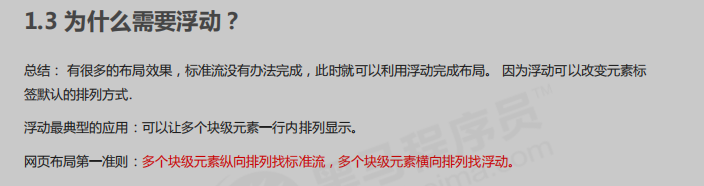 1.3 为什么需要浮动？
总结： 有很多的布局效果，标准流没有办法完成，此时就可以利用浮动完成布局。 因为浮动可以改变元素标
签默认的排列方式.
浮动最典型的应用：可以让多个块级元素一行内排列显示。
网页布局第一准则：多个块级元素纵向排列找标准流，多个块级元素横向排列找浮动。